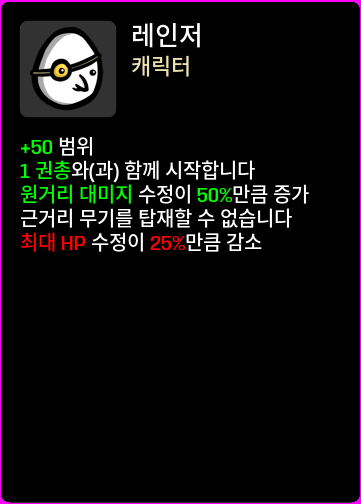 레인저
캐릭터
+50 범위
1 권총와(과) 함께 시작합니다
원거리 대미지 수정이 50%만큼 증가
근거리 무기를 탑재할 수 없습니다
최대 HP 수정이 25%만큼 감소